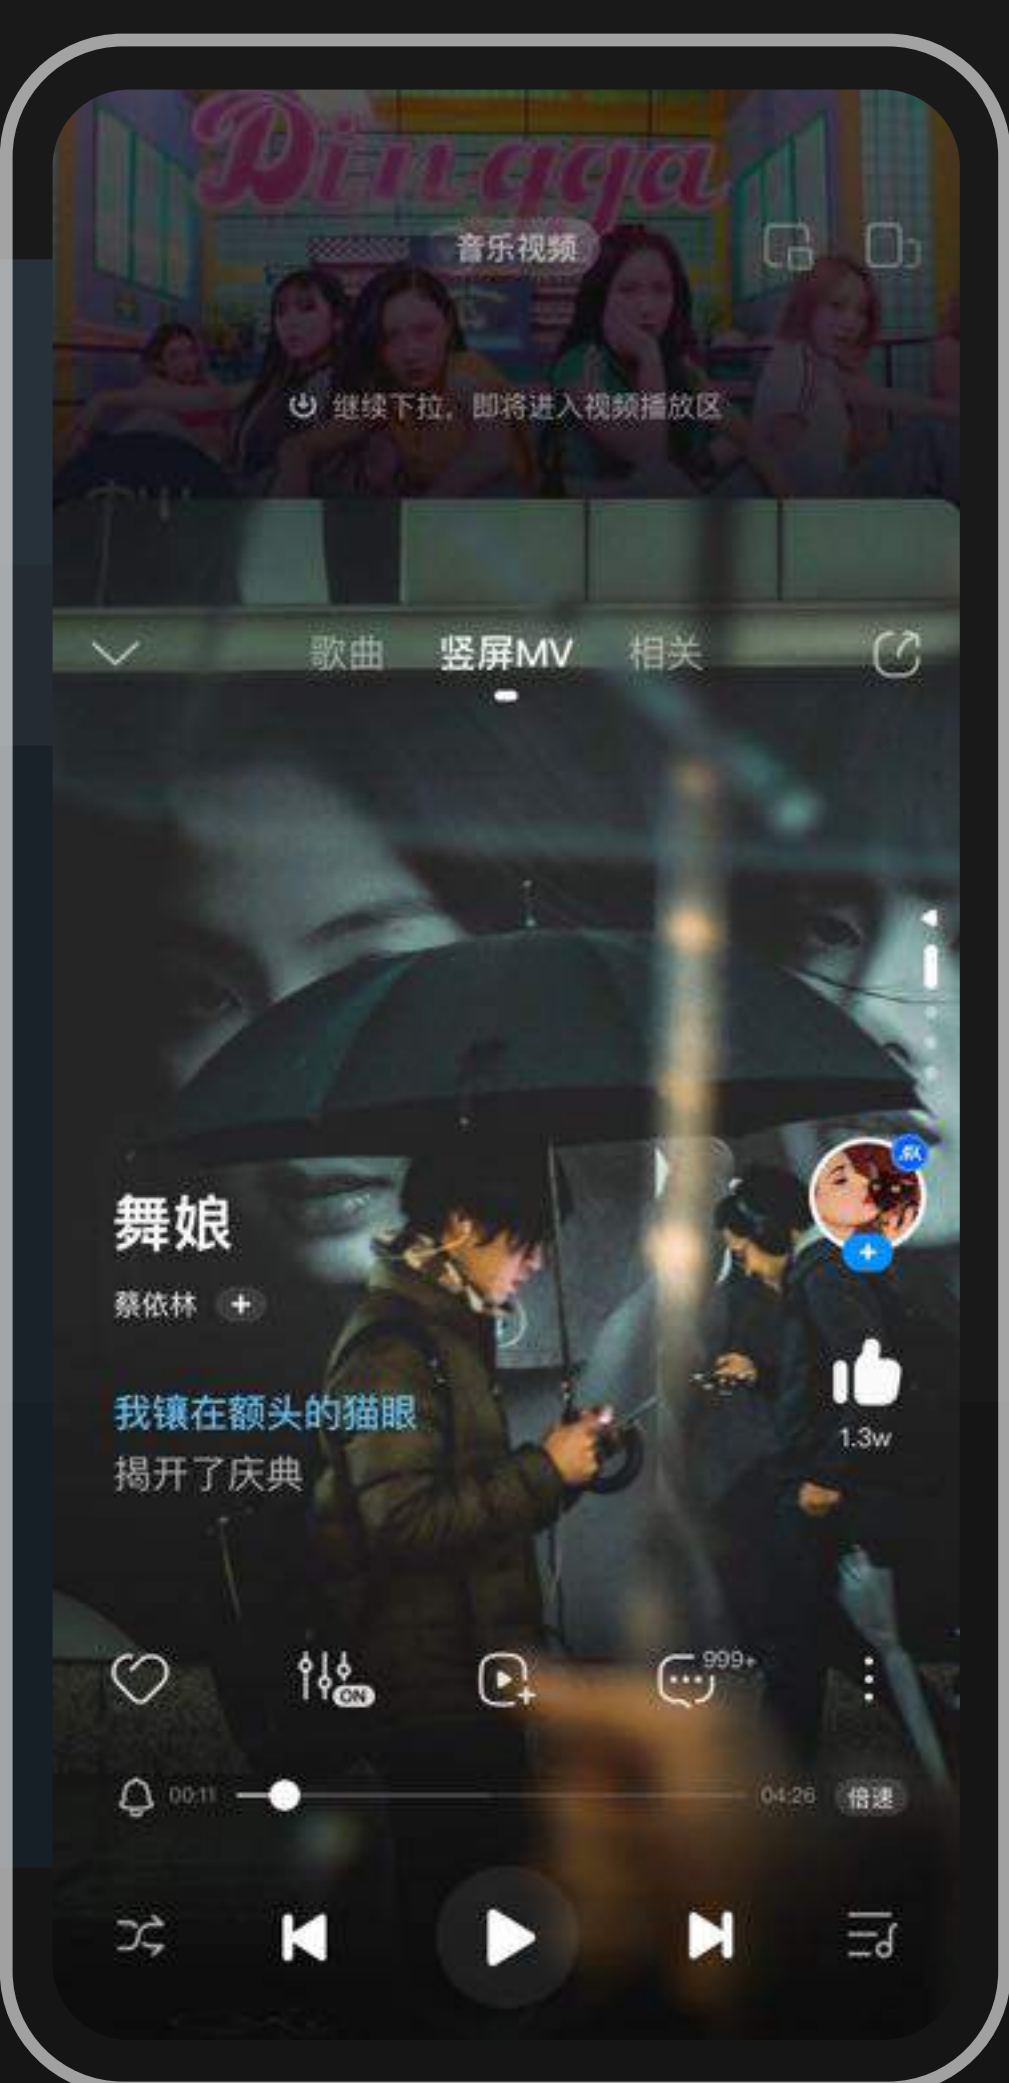 Dingga
音乐视频
继续下拉，即将进入视频播放区
歌曲 竖屏MV 相关
舞娘
蔡依林
我镶在额头的猫眼
1.3w
揭开了庆典
999+
ON
00:11 04:26 倍速